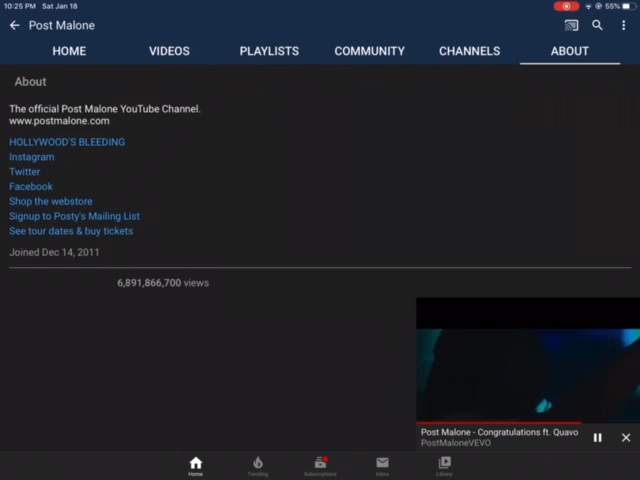 10:25 PM Sat Jan 18
55%
Post Malone
HOME VIDEOS PLAYLISTS COMMUNITY CHANNELS ABOUT
About
The official Post Malone YouTube Channel.
www.postmalone.com
HOLLYWOOD'S BLEEDING
Instagram
Twitter
Facebook
Shop the webstore
Signup to Posty's Mailing List
See tour dates & buy tickets
Joined Dec 14, 2011
6,891,866,700 views
Post Malone - Congratulations ft. Quavo
PostMaloneVEVO
Home Trending Subscriptions Inbox Library